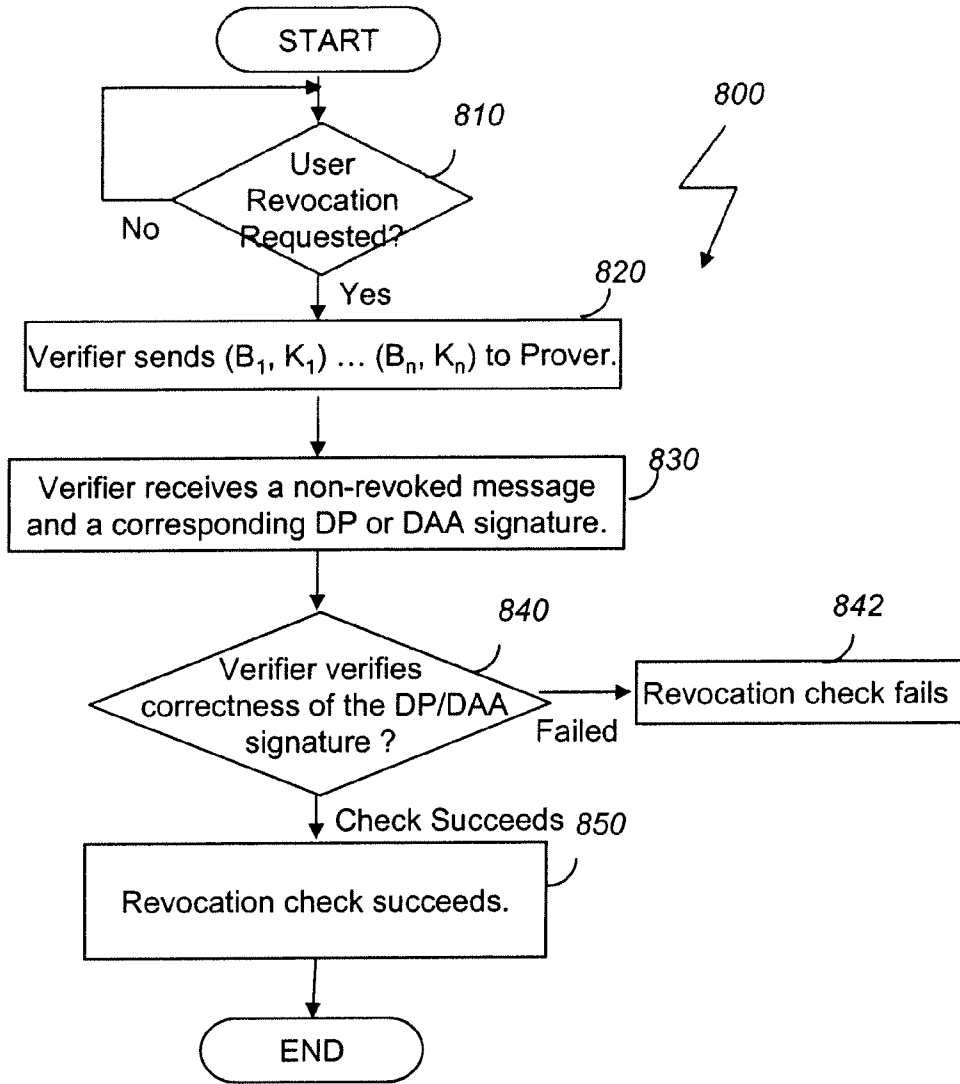 START
800
810
User
Revocation
Requested?
No
Yes
820
Verifier sends (B₁, K₁) ... (Bₙ, Kₙ) to Prover.
830
Verifier receives a non-revoked message
and a corresponding DP or DAA signature.
840
842
Verifier verifies
correctness of the DP/DAA
signature ?
Failed
Revocation check fails
Check Succeeds
850
Revocation check succeeds.
END